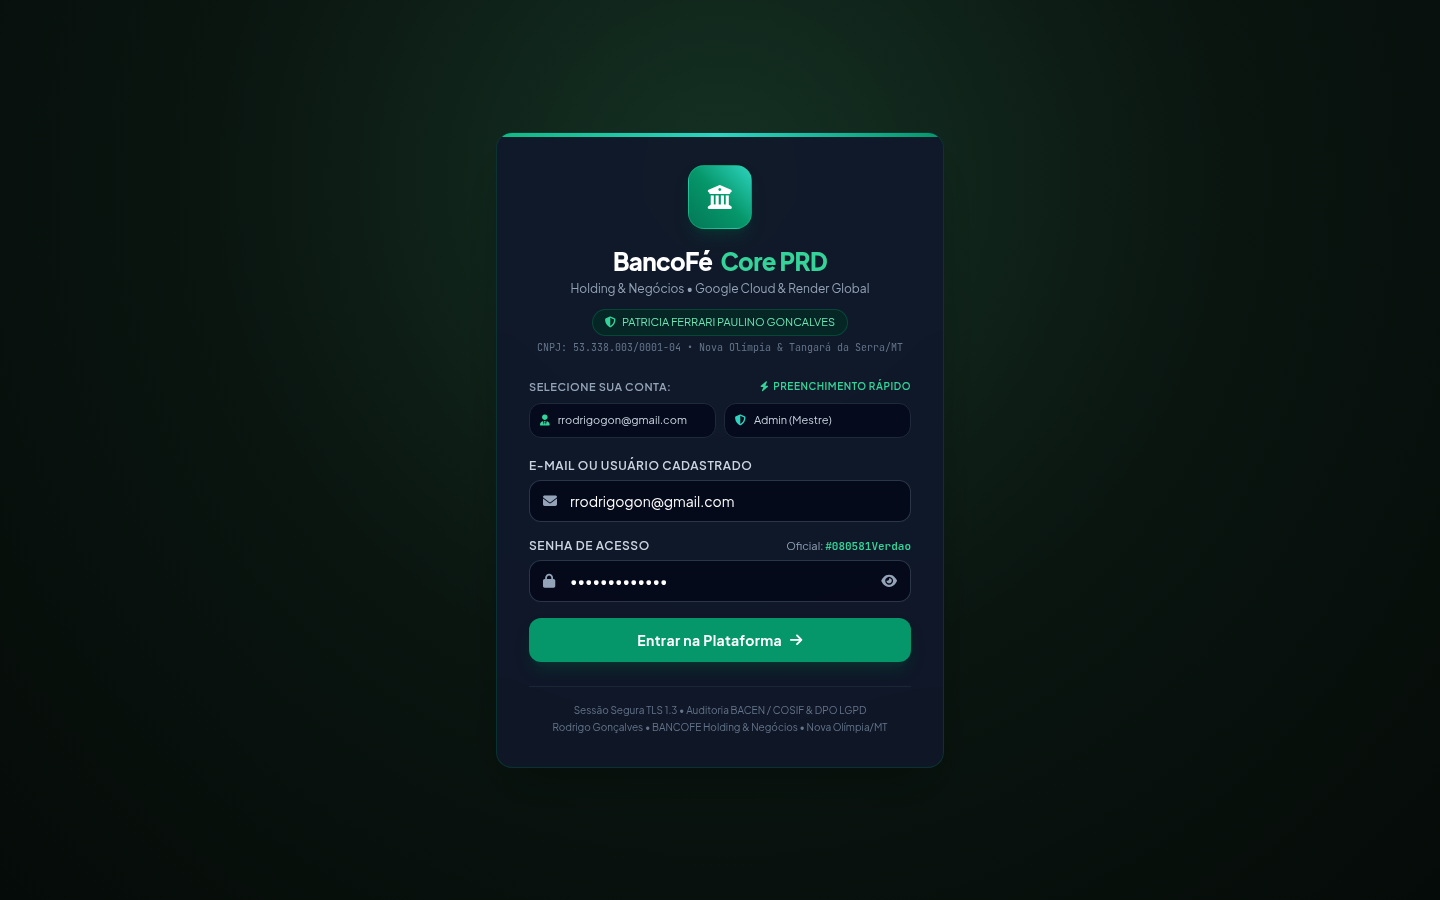 BancoFé Core PRD
Holding & Negócios • Google Cloud & Render Global
PATRICIA FERRARI PAULINO GONCALVES
CNPJ: 53.338.003/0001-04 • Nova Olímpia & Tangará da Serra/MT
SELECIONE SUA CONTA: PREENCHIMENTO RÁPIDO
rrodrigogon@gmail.com Admin (Mestre)
E-MAIL OU USUÁRIO CADASTRADO
rrodrigogon@gmail.com
SENHA DE ACESSO Oficial: #080581Verdao
•••••••••••••
Entrar na Plataforma →
Sessão Segura TLS 1.3 • Auditoria BACEN / COSIF & DPO LGPD
Rodrigo Gonçalves • BANCOFE Holding & Negócios • Nova Olímpia/MT